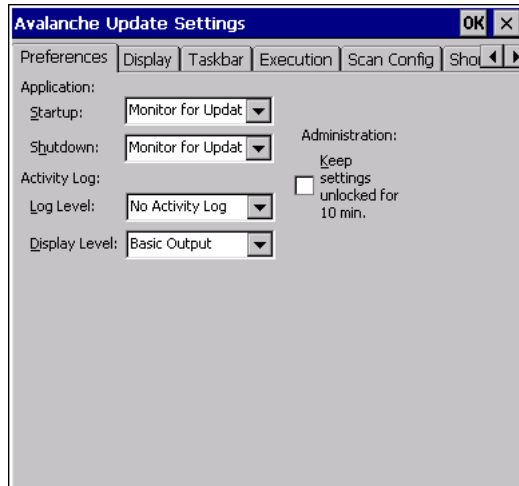 Avalanche Update Settings OK ×
Preferences Display Taskbar Execution Scan Config Sho
Application:
Startup: Monitor for Updat
Shutdown: Monitor for Updat
Administration:
Keep
settings
unlocked for
10 min.
Activity Log:
Log Level: No Activity Log
Display Level: Basic Output